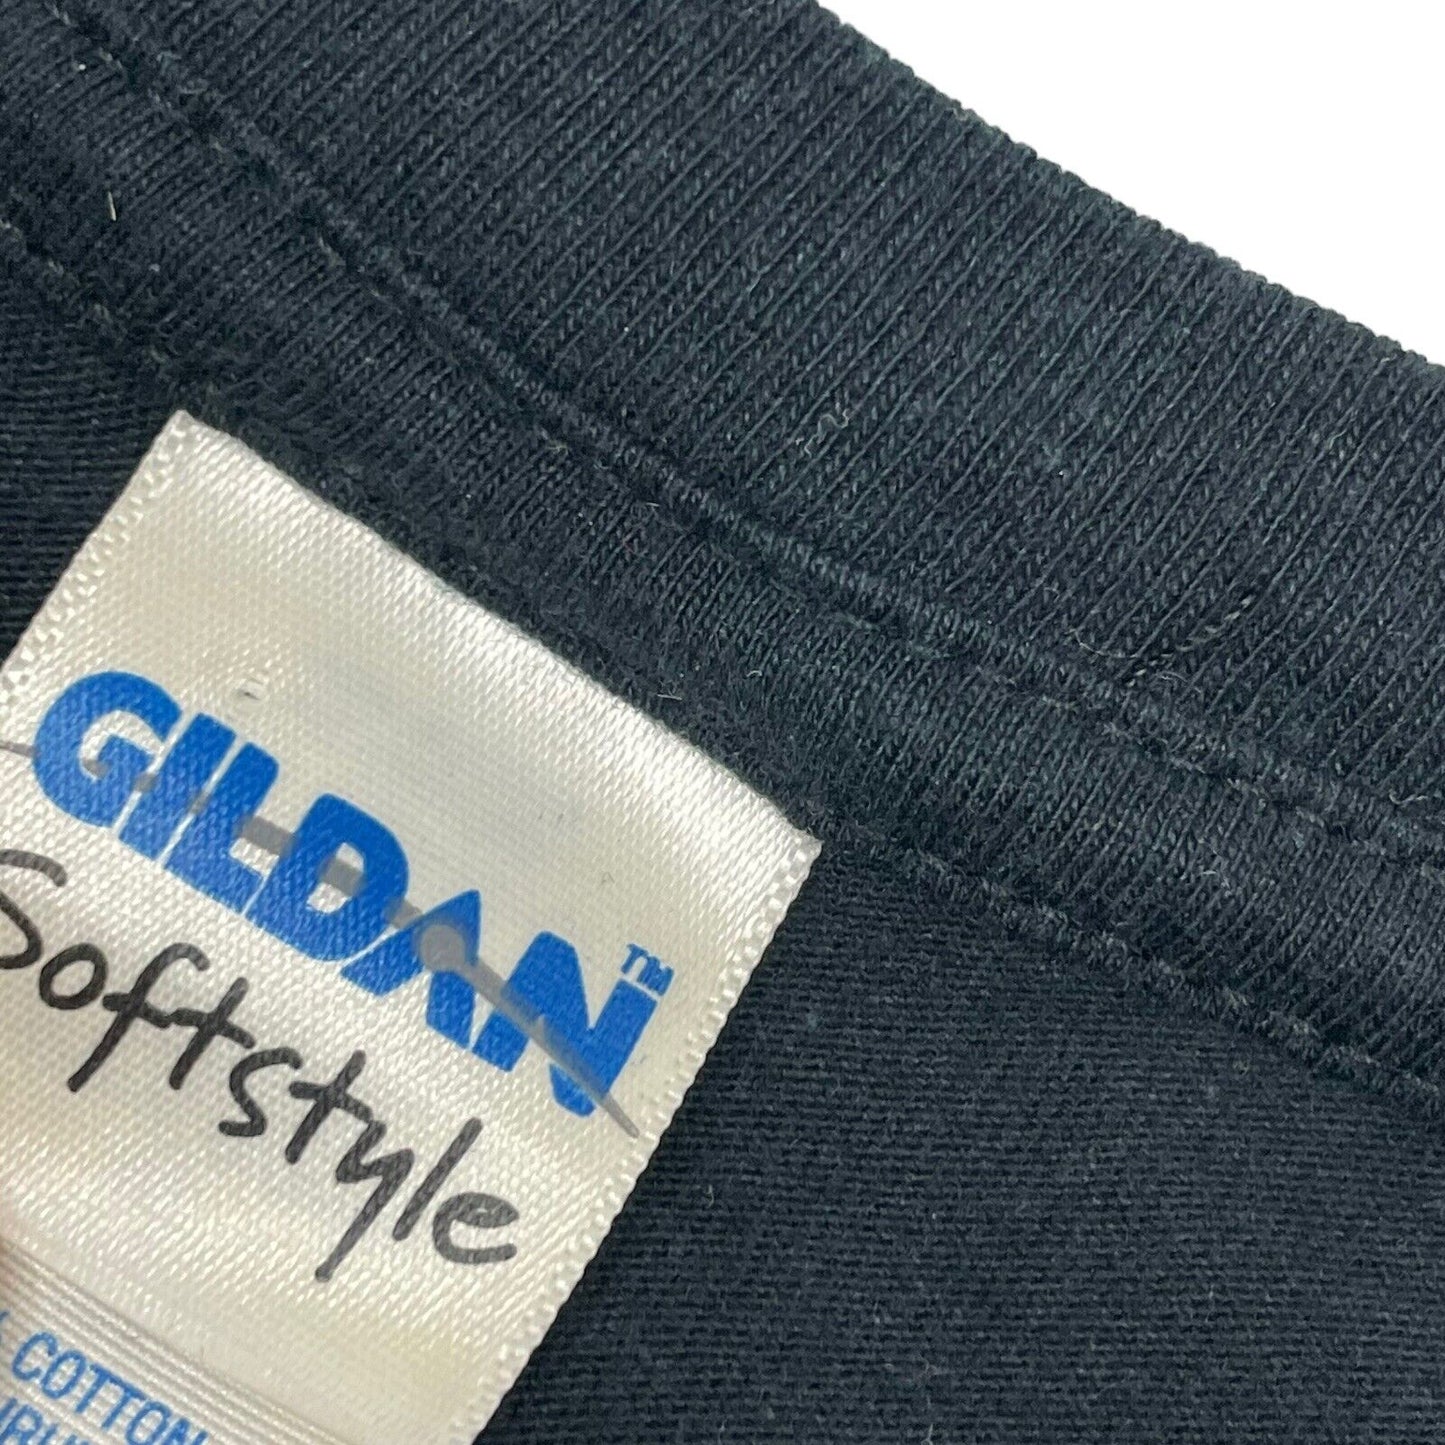 GILDAN™
Softstyle
% COTTON